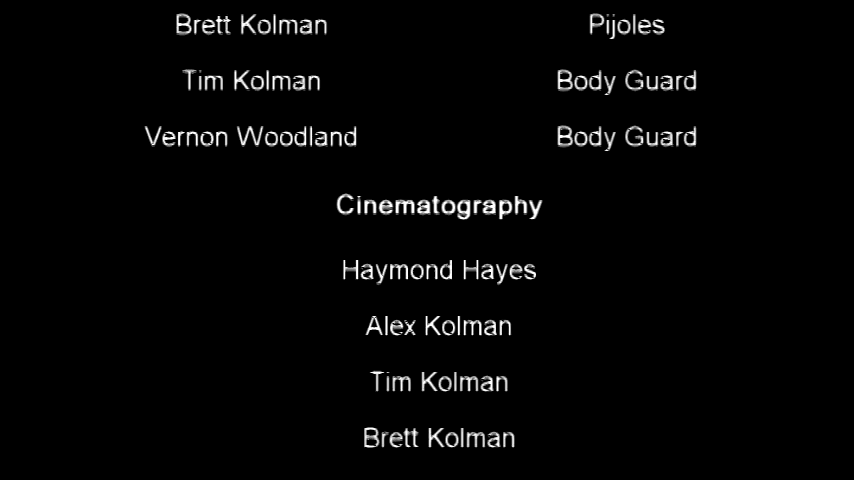 Brett Kolman Pijoles
Tim Kolman Body Guard
Vernon Woodland Body Guard
Cinematography
Haymond Hayes
Alex Kolman
Tim Kolman
Brett Kolman